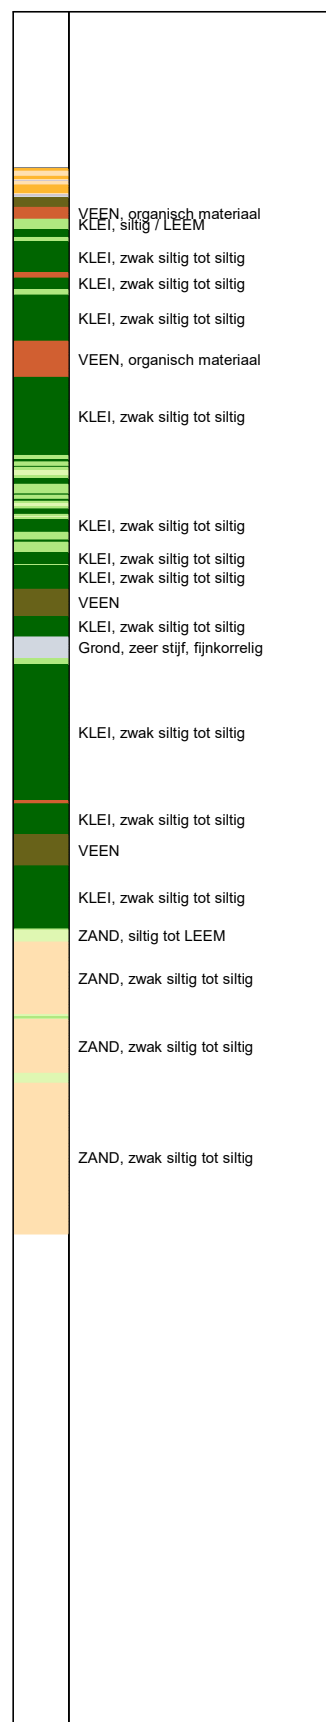 VEEN, organisch materiaal
KLEI, siltig / LEEM
KLEI, zwak siltig tot siltig
KLEI, zwak siltig tot siltig
KLEI, zwak siltig tot siltig
VEEN, organisch materiaal
KLEI, zwak siltig tot siltig
KLEI, zwak siltig tot siltig
KLEI, zwak siltig tot siltig
KLEI, zwak siltig tot siltig
VEEN
KLEI, zwak siltig tot siltig
Grond, zeer stijf, fijnkorrelig
KLEI, zwak siltig tot siltig
KLEI, zwak siltig tot siltig
VEEN
KLEI, zwak siltig tot siltig
ZAND, siltig tot LEEM
ZAND, zwak siltig tot siltig
ZAND, zwak siltig tot siltig
ZAND, zwak siltig tot siltig